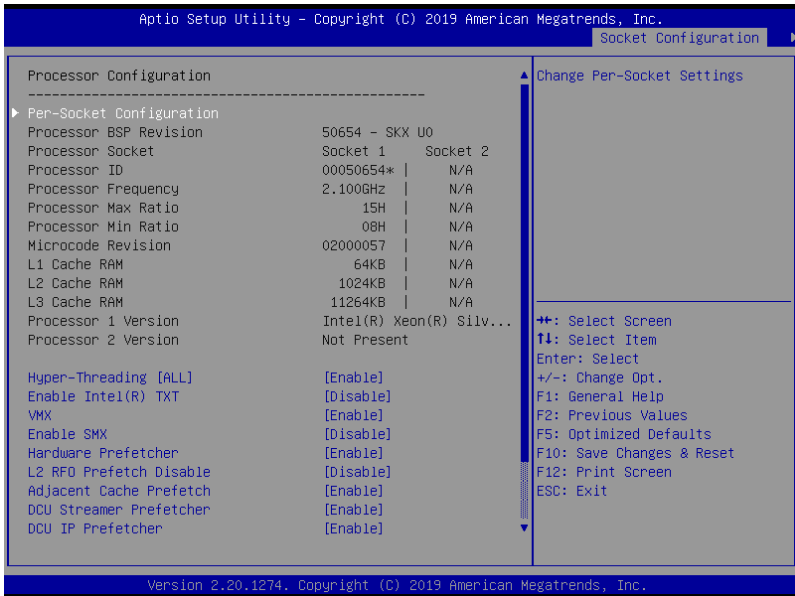 Aptio Setup Utility – Copyright (C) 2019 American Megatrends, Inc.
Socket Configuration
Processor Configuration
--------------------------------------------------
Per-Socket Configuration
Processor BSP Revision 50654 – SKX U0
Processor Socket Socket 1 Socket 2
Processor ID 00050654* | N/A
Processor Frequency 2.100GHz | N/A
Processor Max Ratio 15H | N/A
Processor Min Ratio 08H | N/A
Microcode Revision 02000057 | N/A
L1 Cache RAM 64KB | N/A
L2 Cache RAM 1024KB | N/A
L3 Cache RAM 11264KB | N/A
Processor 1 Version Intel(R) Xeon(R) Silv...
Processor 2 Version Not Present
Hyper-Threading [ALL] [Enable]
Enable Intel(R) TXT [Disable]
VMX [Enable]
Enable SMX [Disable]
Hardware Prefetcher [Enable]
L2 RFO Prefetch Disable [Disable]
Adjacent Cache Prefetch [Enable]
DCU Streamer Prefetcher [Enable]
DCU IP Prefetcher [Enable]
Change Per-Socket Settings
→←: Select Screen
↑↓: Select Item
Enter: Select
+/-: Change Opt.
F1: General Help
F2: Previous Values
F5: Optimized Defaults
F10: Save Changes & Reset
F12: Print Screen
ESC: Exit
Version 2.20.1274. Copyright (C) 2019 American Megatrends, Inc.